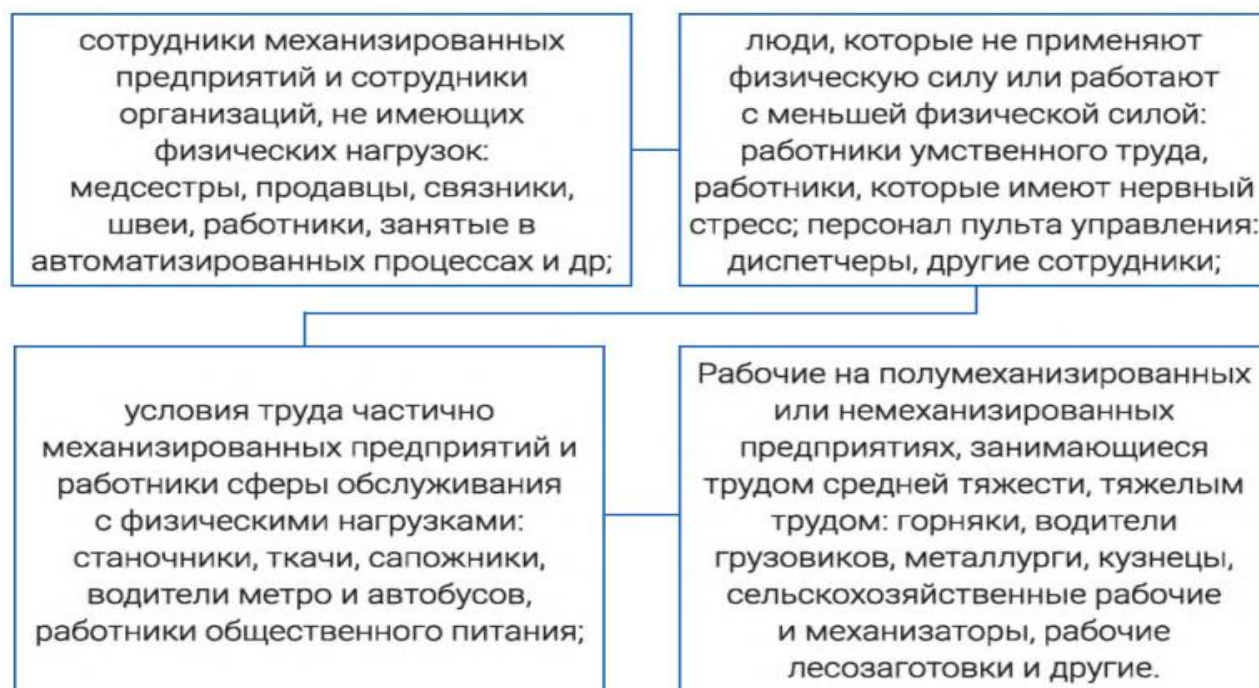 сотрудники механизированных
предприятий и сотрудники
организаций, не имеющих
физических нагрузок:
медсестры, продавцы, связники,
швеи, работники, занятые в
автоматизированных процессах и др;
люди, которые не применяют
физическую силу или работают
с меньшей физической силой:
работники умственного труда,
работники, которые имеют нервный
стресс; персонал пульта управления:
диспетчеры, другие сотрудники;
условия труда частично
механизированных предприятий и
работники сферы обслуживания
с физическими нагрузками:
станочники, ткачи, сапожники,
водители метро и автобусов,
работники общественного питания;
Рабочие на полумеханизированных
или немеханизированных
предприятиях, занимающиеся
трудом средней тяжести, тяжелым
трудом: горняки, водители
грузовиков, металлурги, кузнецы,
сельскохозяйственные рабочие
и механизаторы, рабочие
лесозаготовки и другие.